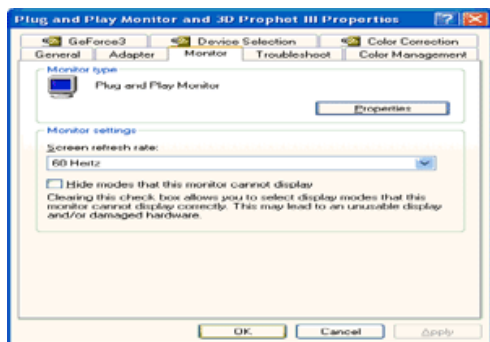 Plug and Play Monitor and 3D Prophet III Properties
GeForce3 Device Selection Color Correction
General Adapter Monitor Troubleshoot Color Management
Monitor type
Plug and Play Monitor
Properties
Monitor settings
Screen refresh rate:
60 Hertz
Hide modes that this monitor cannot display
Clearing this check box allows you to select display modes that this
monitor cannot display correctly. This may lead to an unusable display
and/or damaged hardware.
OK Cancel Apply